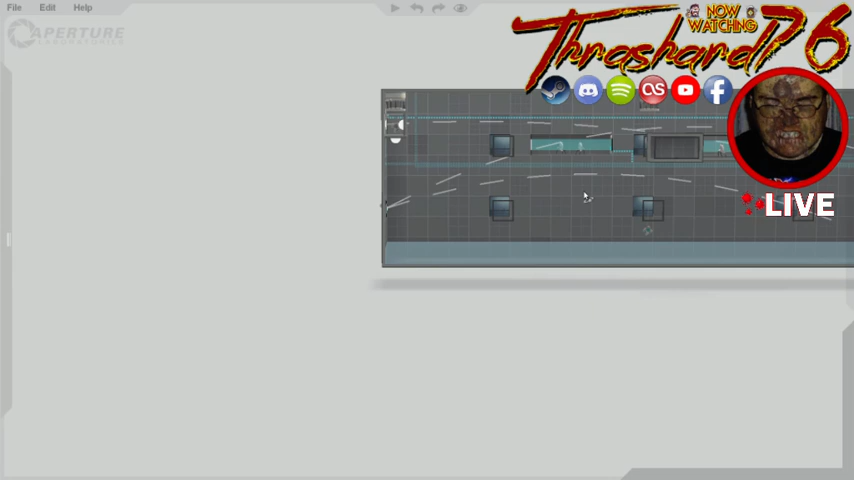 File Edit Help
APERTURE
LABORATORIES
NOW
WATCHING
Thrashard76
LIVE